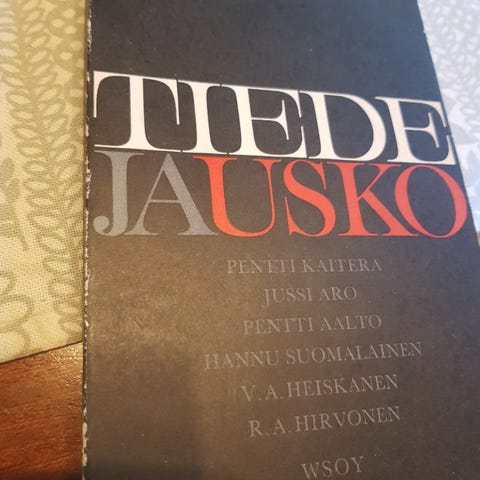 TIEDE
JA USKO
PENTTI KAITERA
JUSSI ARO
PENTTI AALTO
HANNU SUOMALAINEN
V. A. HEISKANEN
R. A. HIRVONEN
WSOY